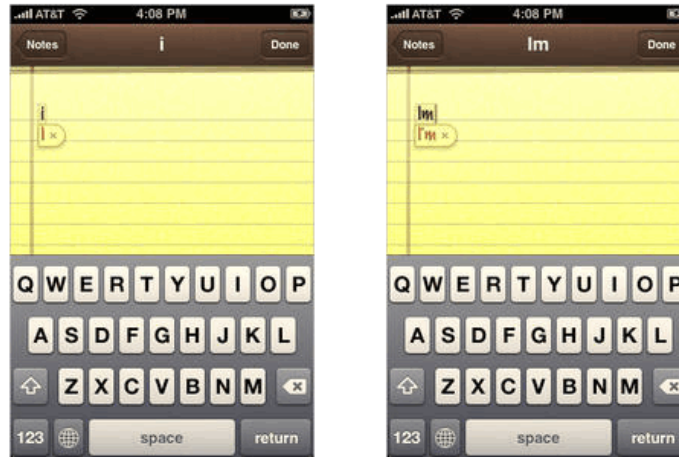 AT&T 4:08 PM
Notes i Done
i
I ×
Q W E R T Y U I O P
A S D F G H J K L
Z X C V B N M
123 space return
AT&T 4:08 PM
Notes Im Done
Im
I'm ×
Q W E R T Y U I O P
A S D F G H J K L
Z X C V B N M
123 space return